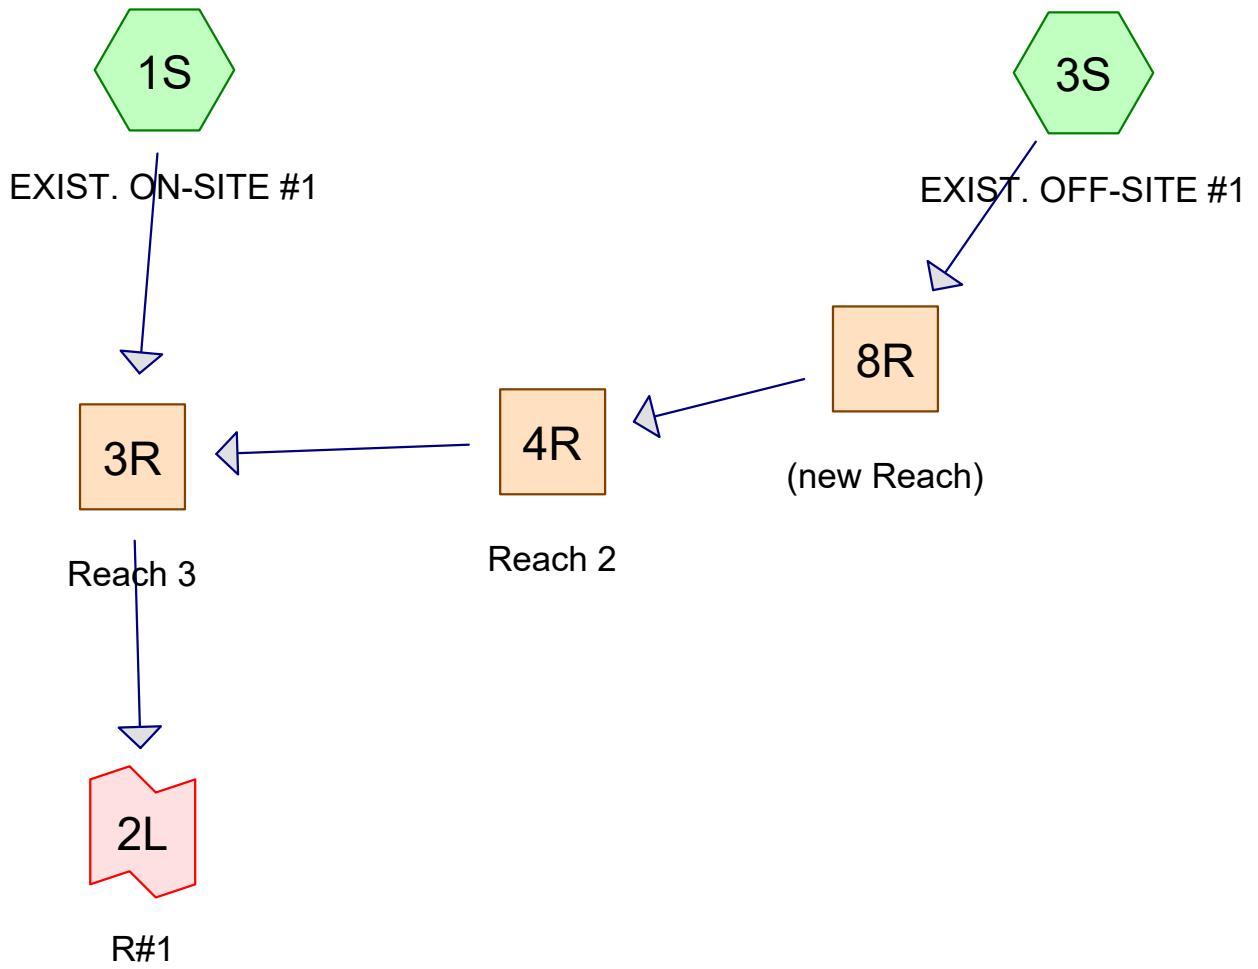 1S
3S
EXIST. ON-SITE #1
EXIST. OFF-SITE #1
8R
4R
3R
(new Reach)
Reach 2
Reach 3
2L
R#1